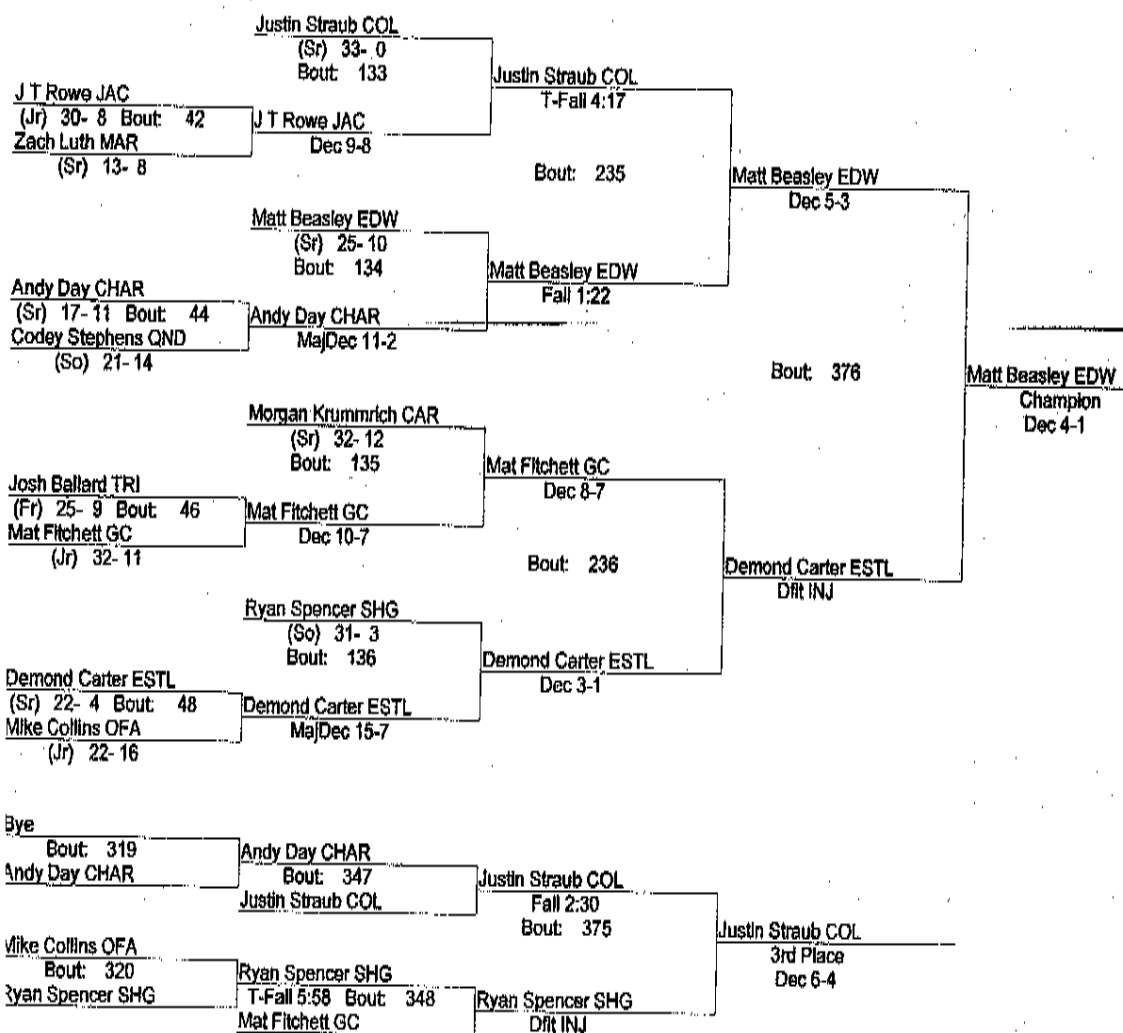 Justin Straub COL
(Sr) 33- 0
Bout: 133
Justin Straub COL
T-Fall 4:17
J T Rowe JAC
(Jr) 30- 8 Bout: 42
J T Rowe JAC
Zach Luth MAR
Dec 9-8
(Sr) 13- 8
Bout: 235
Matt Beasley EDW
Dec 5-3
Matt Beasley EDW
(Sr) 25- 10
Bout: 134
Matt Beasley EDW
Fall 1:22
Andy Day CHAR
(Sr) 17- 11 Bout: 44
Andy Day CHAR
Codey Stephens QND
MajDec 11-2
(So) 21- 14
Bout: 376
Matt Beasley EDW
Champion
Dec 4-1
Morgan Krummrich CAR
(Sr) 32- 12
Bout: 135
Mat Fitchett GC
Dec 8-7
Josh Ballard TRI
(Fr) 25- 9 Bout: 46
Mat Fitchett GC
Mat Fitchett GC
Dec 10-7
(Jr) 32- 11
Bout: 236
Demond Carter ESTL
Dflt INJ
Ryan Spencer SHG
(So) 31- 3
Bout: 136
Demond Carter ESTL
Dec 3-1
Demond Carter ESTL
(Sr) 22- 4 Bout: 48
Demond Carter ESTL
Mike Collins OFA
MajDec 15-7
(Jr) 22- 16
Bye
Bout: 319
Andy Day CHAR
Andy Day CHAR
Bout: 347
Justin Straub COL
Justin Straub COL
Fall 2:30
Bout: 375
Justin Straub COL
3rd Place
Dec 6-4
Mike Collins OFA
Bout: 320
Ryan Spencer SHG
Ryan Spencer SHG
T-Fall 5:58 Bout: 348
Mat Fitchett GC
Ryan Spencer SHG
Dflt INJ